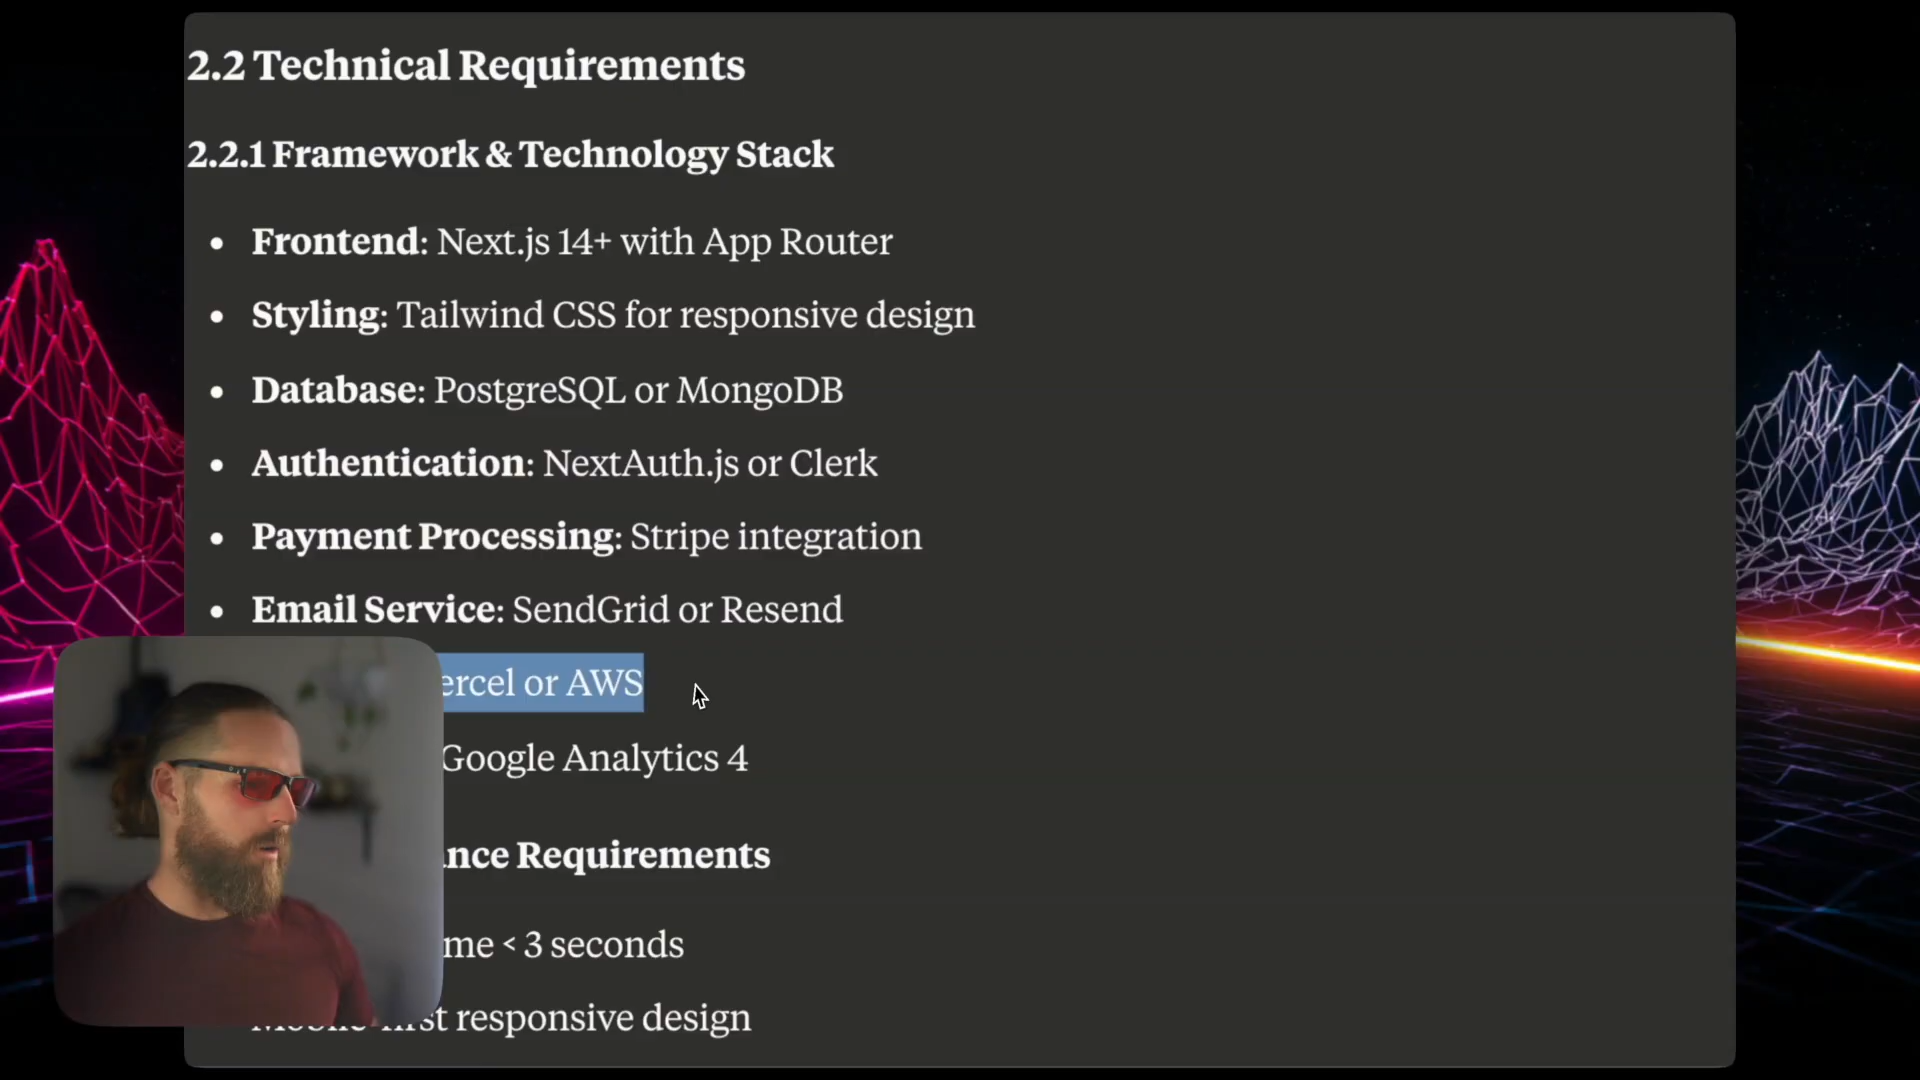 2.2 Technical Requirements
2.2.1 Framework & Technology Stack
• Frontend: Next.js 14+ with App Router
• Styling: Tailwind CSS for responsive design
• Database: PostgreSQL or MongoDB
• Authentication: NextAuth.js or Clerk
• Payment Processing: Stripe integration
• Email Service: SendGrid or Resend
ercel or AWS
Google Analytics 4
nce Requirements
me < 3 seconds
responsive design